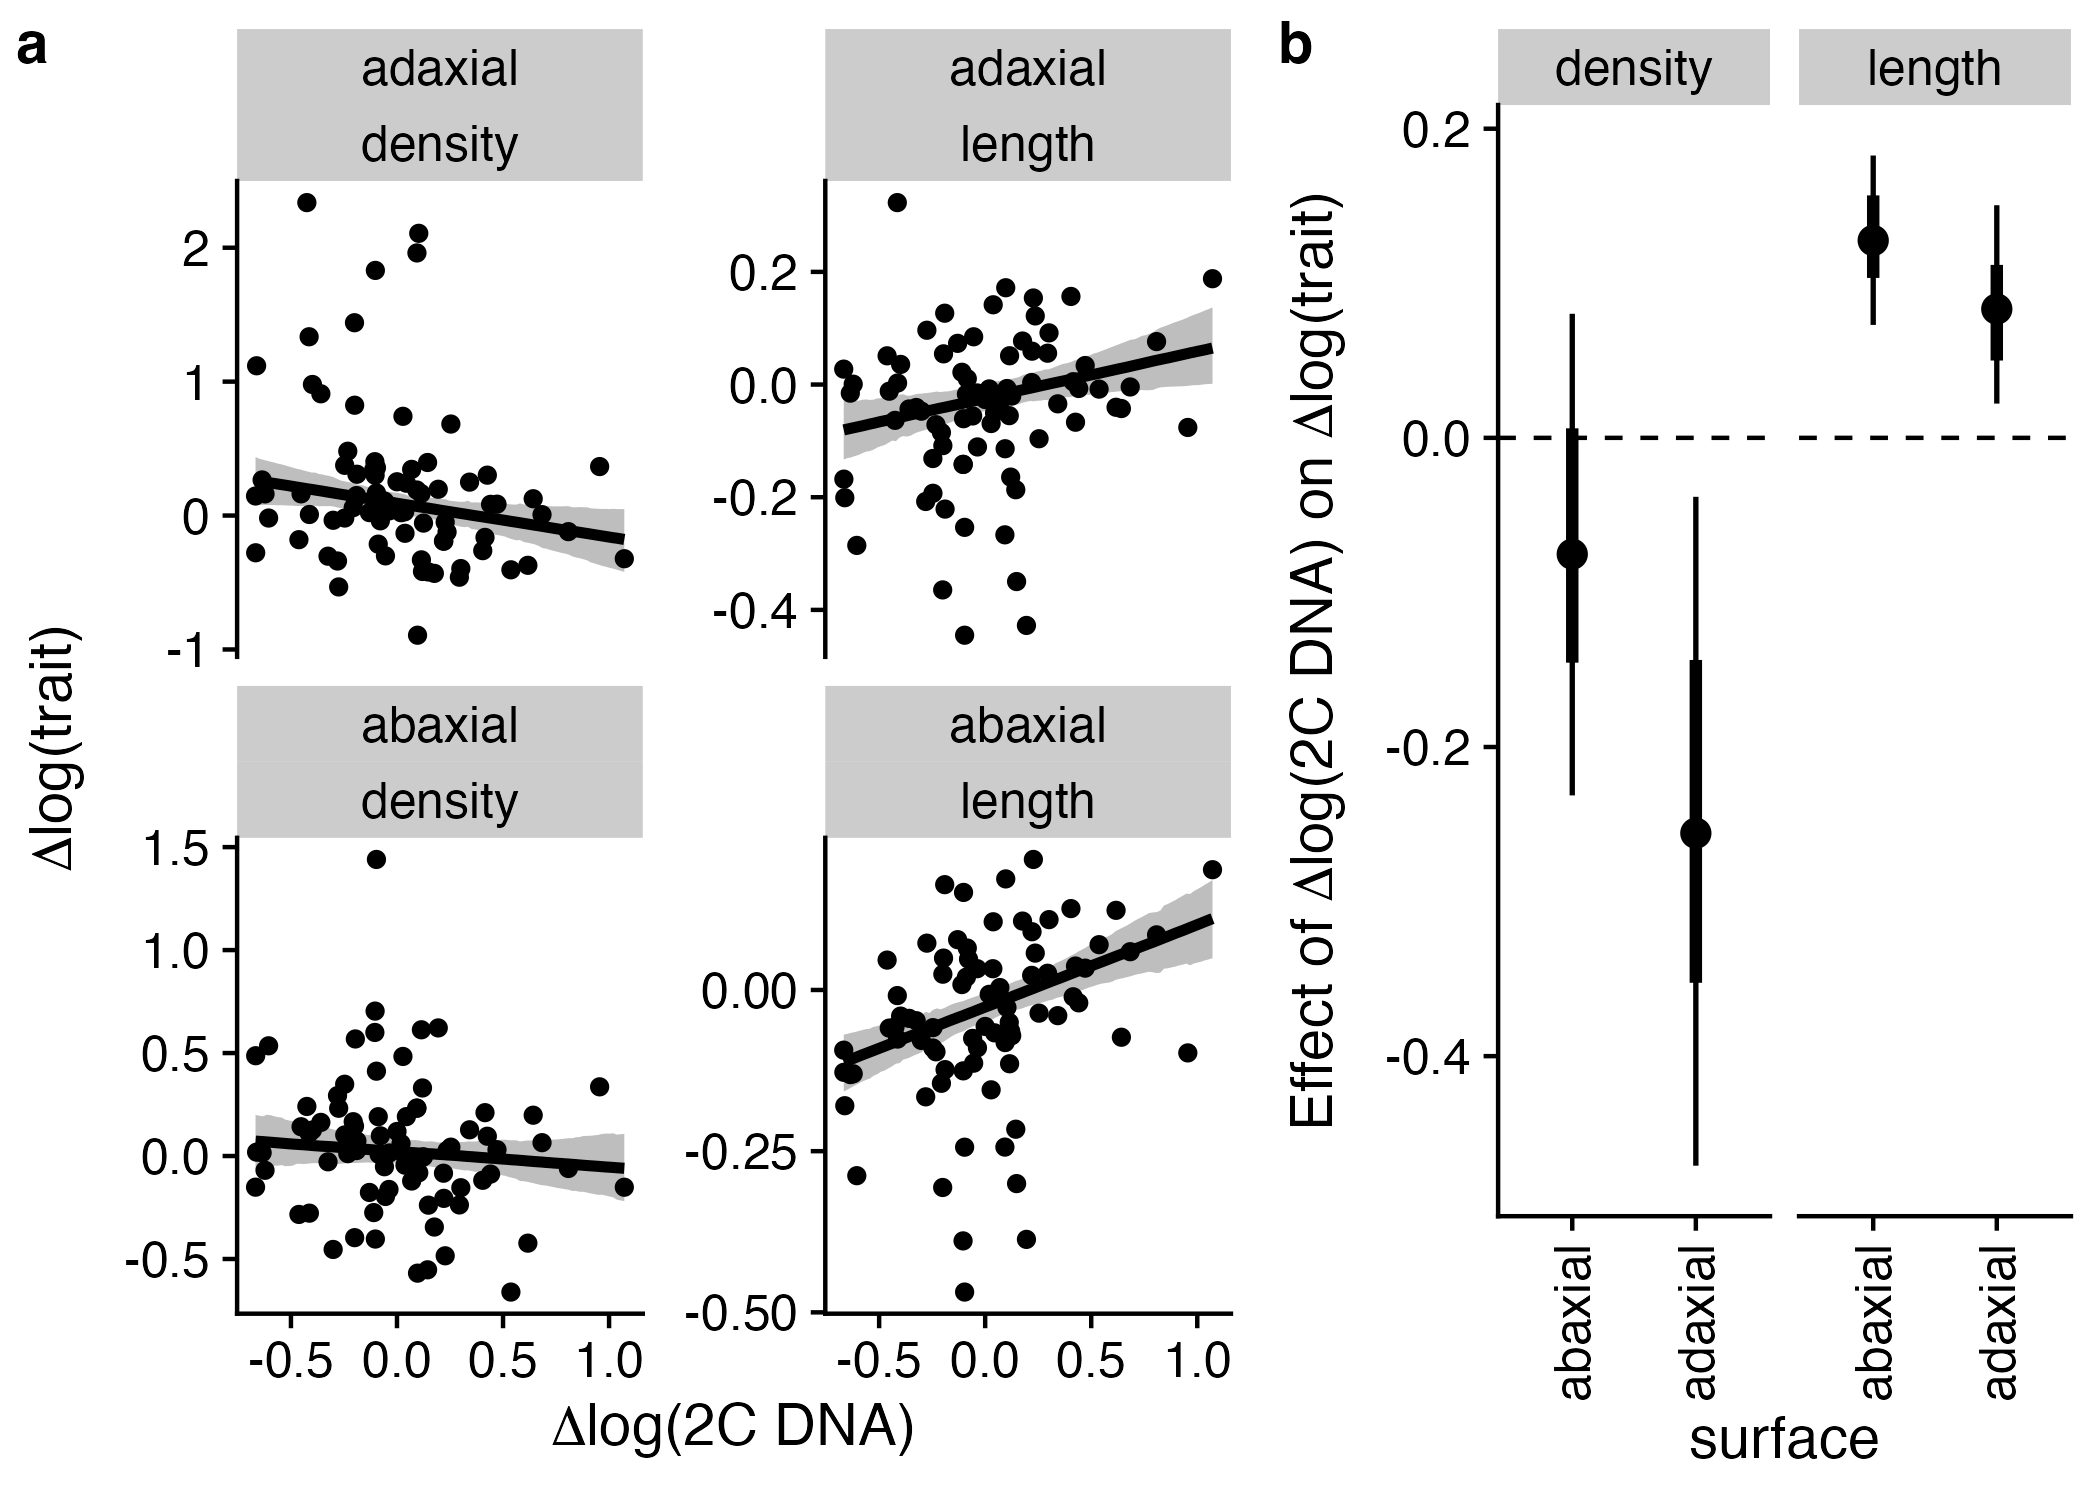 a
adaxial
density
adaxial
length
2
1
0
-1
0.2
0.0
-0.2
-0.4
abaxial
density
abaxial
length
1.5
1.0
0.5
0.0
-0.5
0.00
-0.25
-0.50
-0.5 0.0 0.5 1.0
-0.5 0.0 0.5 1.0
Δlog(2C DNA)
Δlog(trait)
b
density
length
0.2
0.0
-0.2
-0.4
Effect of Δlog(2C DNA) on Δlog(trait)
abaxial
adaxial
abaxial
adaxial
surface